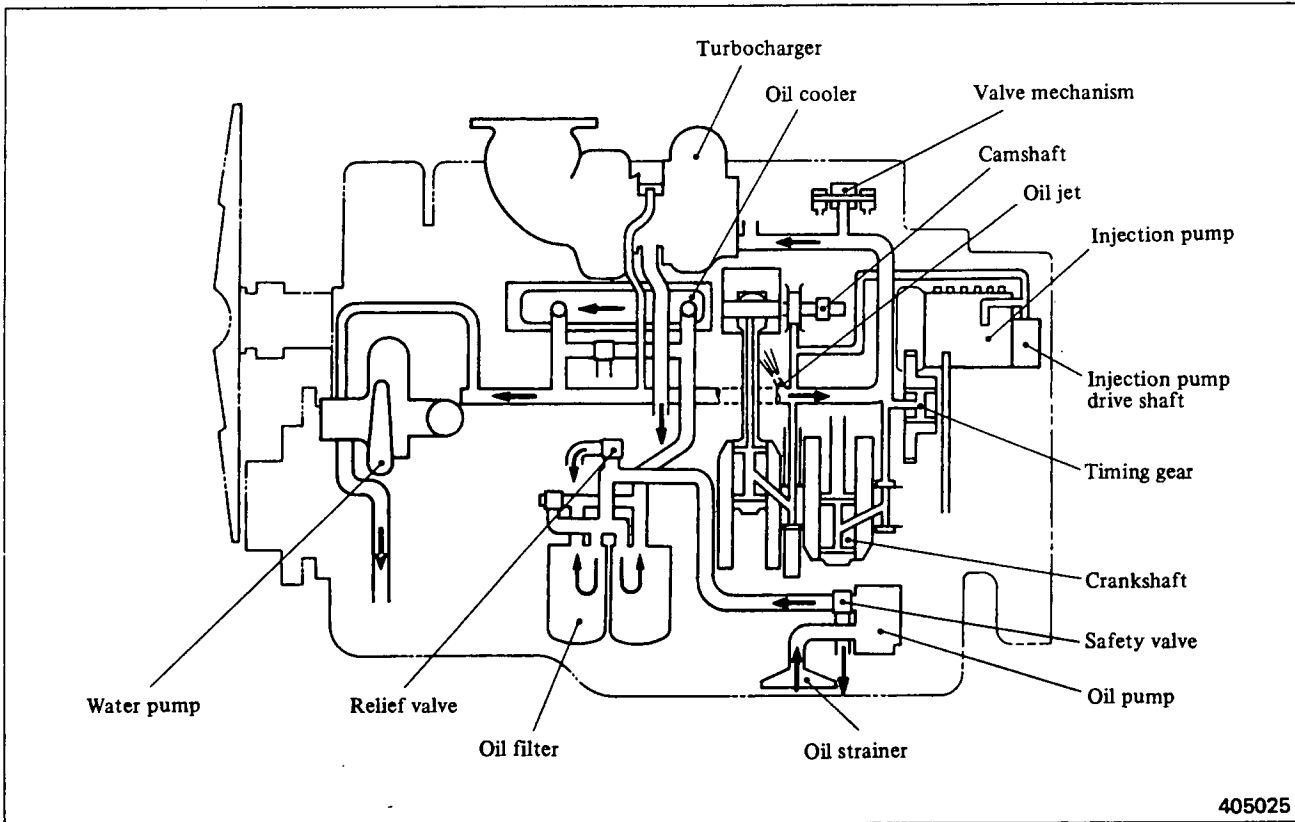 Turbocharger
Oil cooler
Valve mechanism
Camshaft
Oil jet
Injection pump
Injection pump
drive shaft
Timing gear
Crankshaft
Safety valve
Oil pump
Oil strainer
Oil filter
Relief valve
Water pump
405025